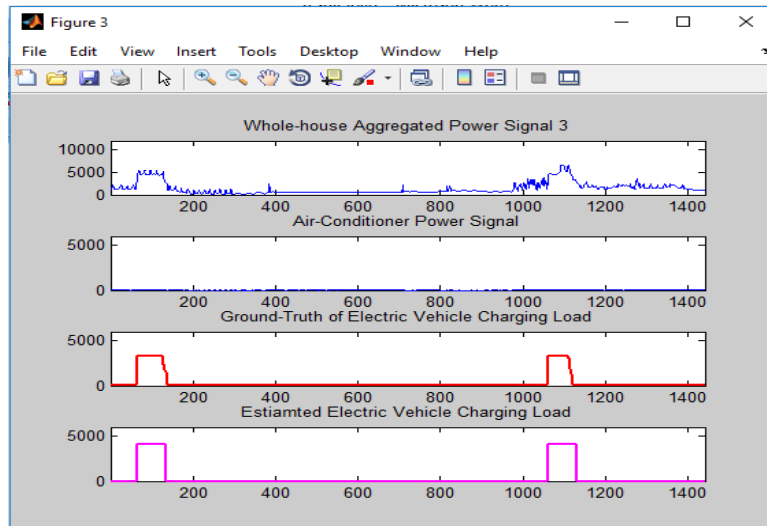 Figure 3
File Edit View Insert Tools Desktop Window Help
Whole-house Aggregated Power Signal 3
10000
5000
0
200 400 600 800 1000 1200 1400
Air-Conditioner Power Signal
5000
0
200 400 600 800 1000 1200 1400
Ground-Truth of Electric Vehicle Charging Load
5000
0
200 400 600 800 1000 1200 1400
Estiamted Electric Vehicle Charging Load
5000
0
200 400 600 800 1000 1200 1400